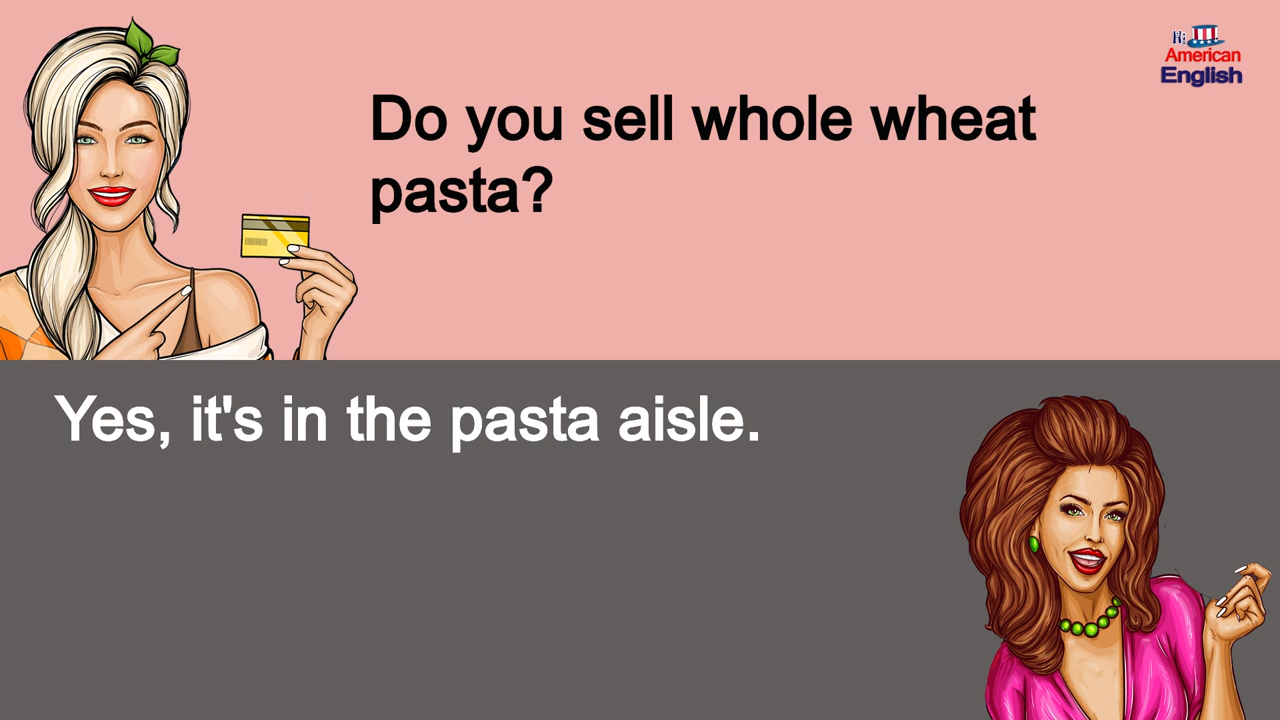 Hi
American
English
Do you sell whole wheat
pasta?
Yes, it's in the pasta aisle.